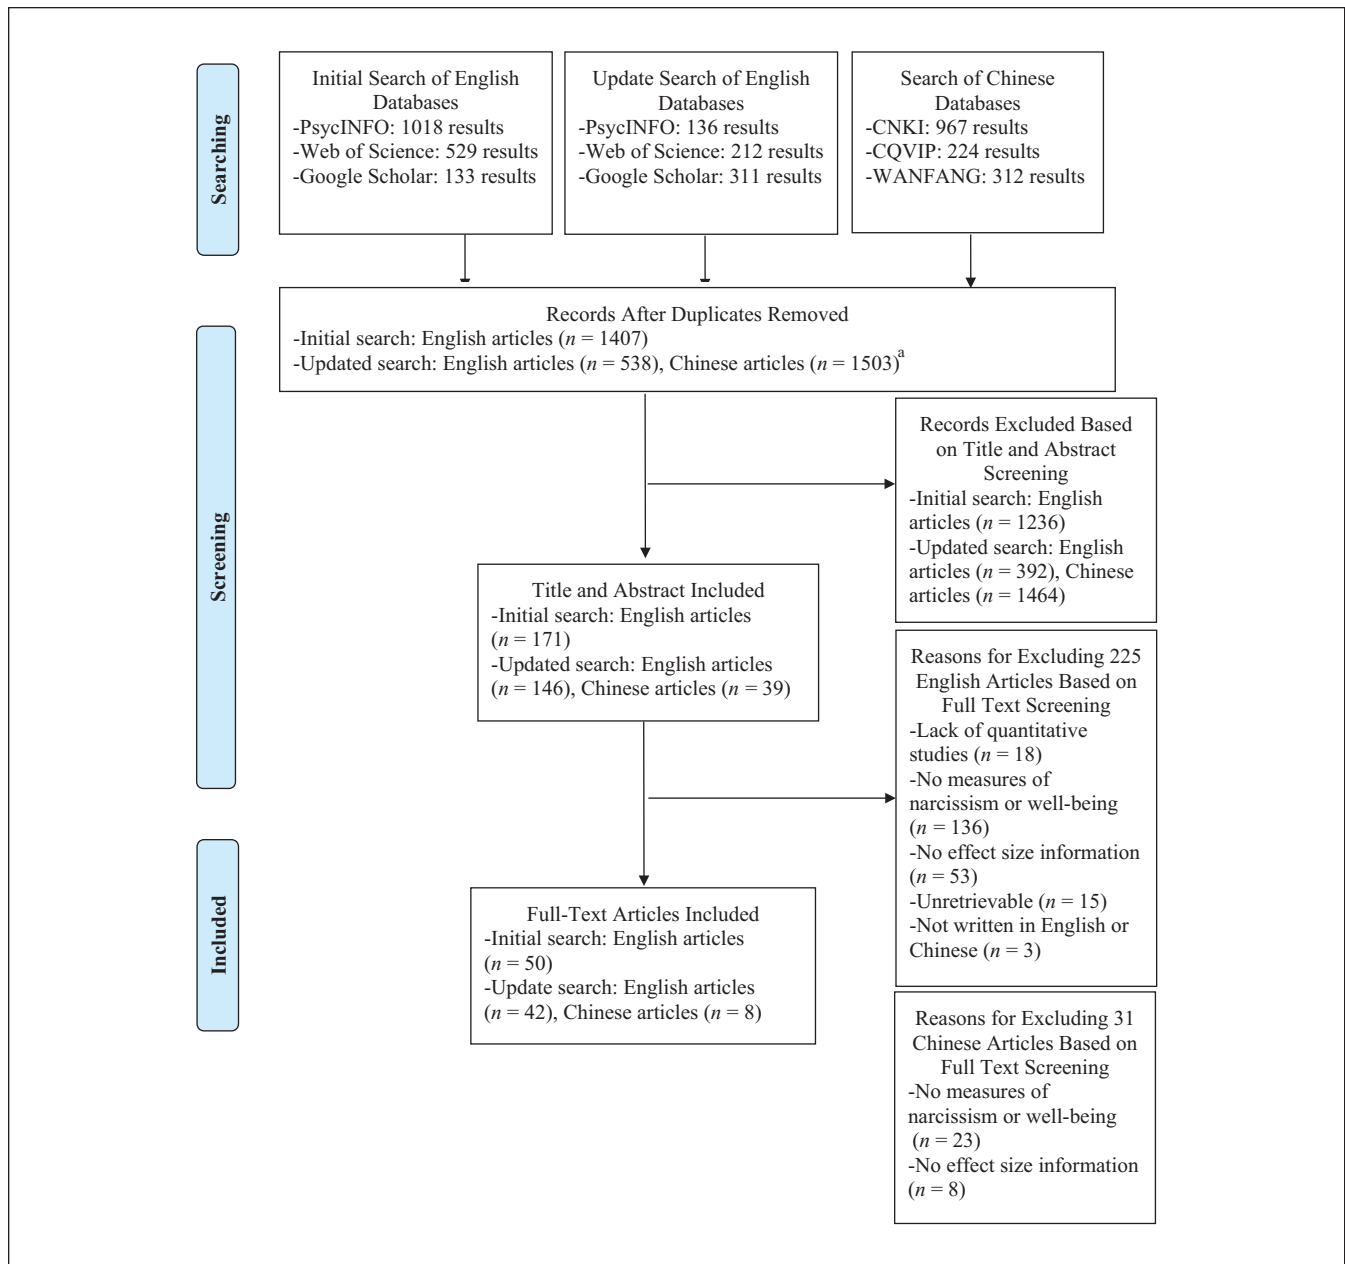 Searching
Initial Search of English
Databases
-PsycINFO: 1018 results
-Web of Science: 529 results
-Google Scholar: 133 results
Update Search of English
Databases
-PsycINFO: 136 results
-Web of Science: 212 results
-Google Scholar: 311 results
Search of Chinese
Databases
-CNKI: 967 results
-CQVIP: 224 results
-WANFANG: 312 results
Screening
Records After Duplicates Removed
-Initial search: English articles (n = 1407)
-Updated search: English articles (n = 538), Chinese articles (n = 1503)a
Records Excluded Based
on Title and Abstract
Screening
-Initial search: English
articles (n = 1236)
-Updated search: English
articles (n = 392), Chinese
articles (n = 1464)
Title and Abstract Included
-Initial search: English articles
(n = 171)
-Updated search: English articles
(n = 146), Chinese articles (n = 39)
Reasons for Excluding 225
English Articles Based on
Full Text Screening
-Lack of quantitative
studies (n = 18)
-No measures of
narcissism or well-being
(n = 136)
-No effect size information
(n = 53)
-Unretrievable (n = 15)
-Not written in English or
Chinese (n = 3)
Included
Full-Text Articles Included
-Initial search: English articles
(n = 50)
-Update search: English articles
(n = 42), Chinese articles (n = 8)
Reasons for Excluding 31
Chinese Articles Based on
Full Text Screening
-No measures of
narcissism or well-being
(n = 23)
-No effect size information
(n = 8)